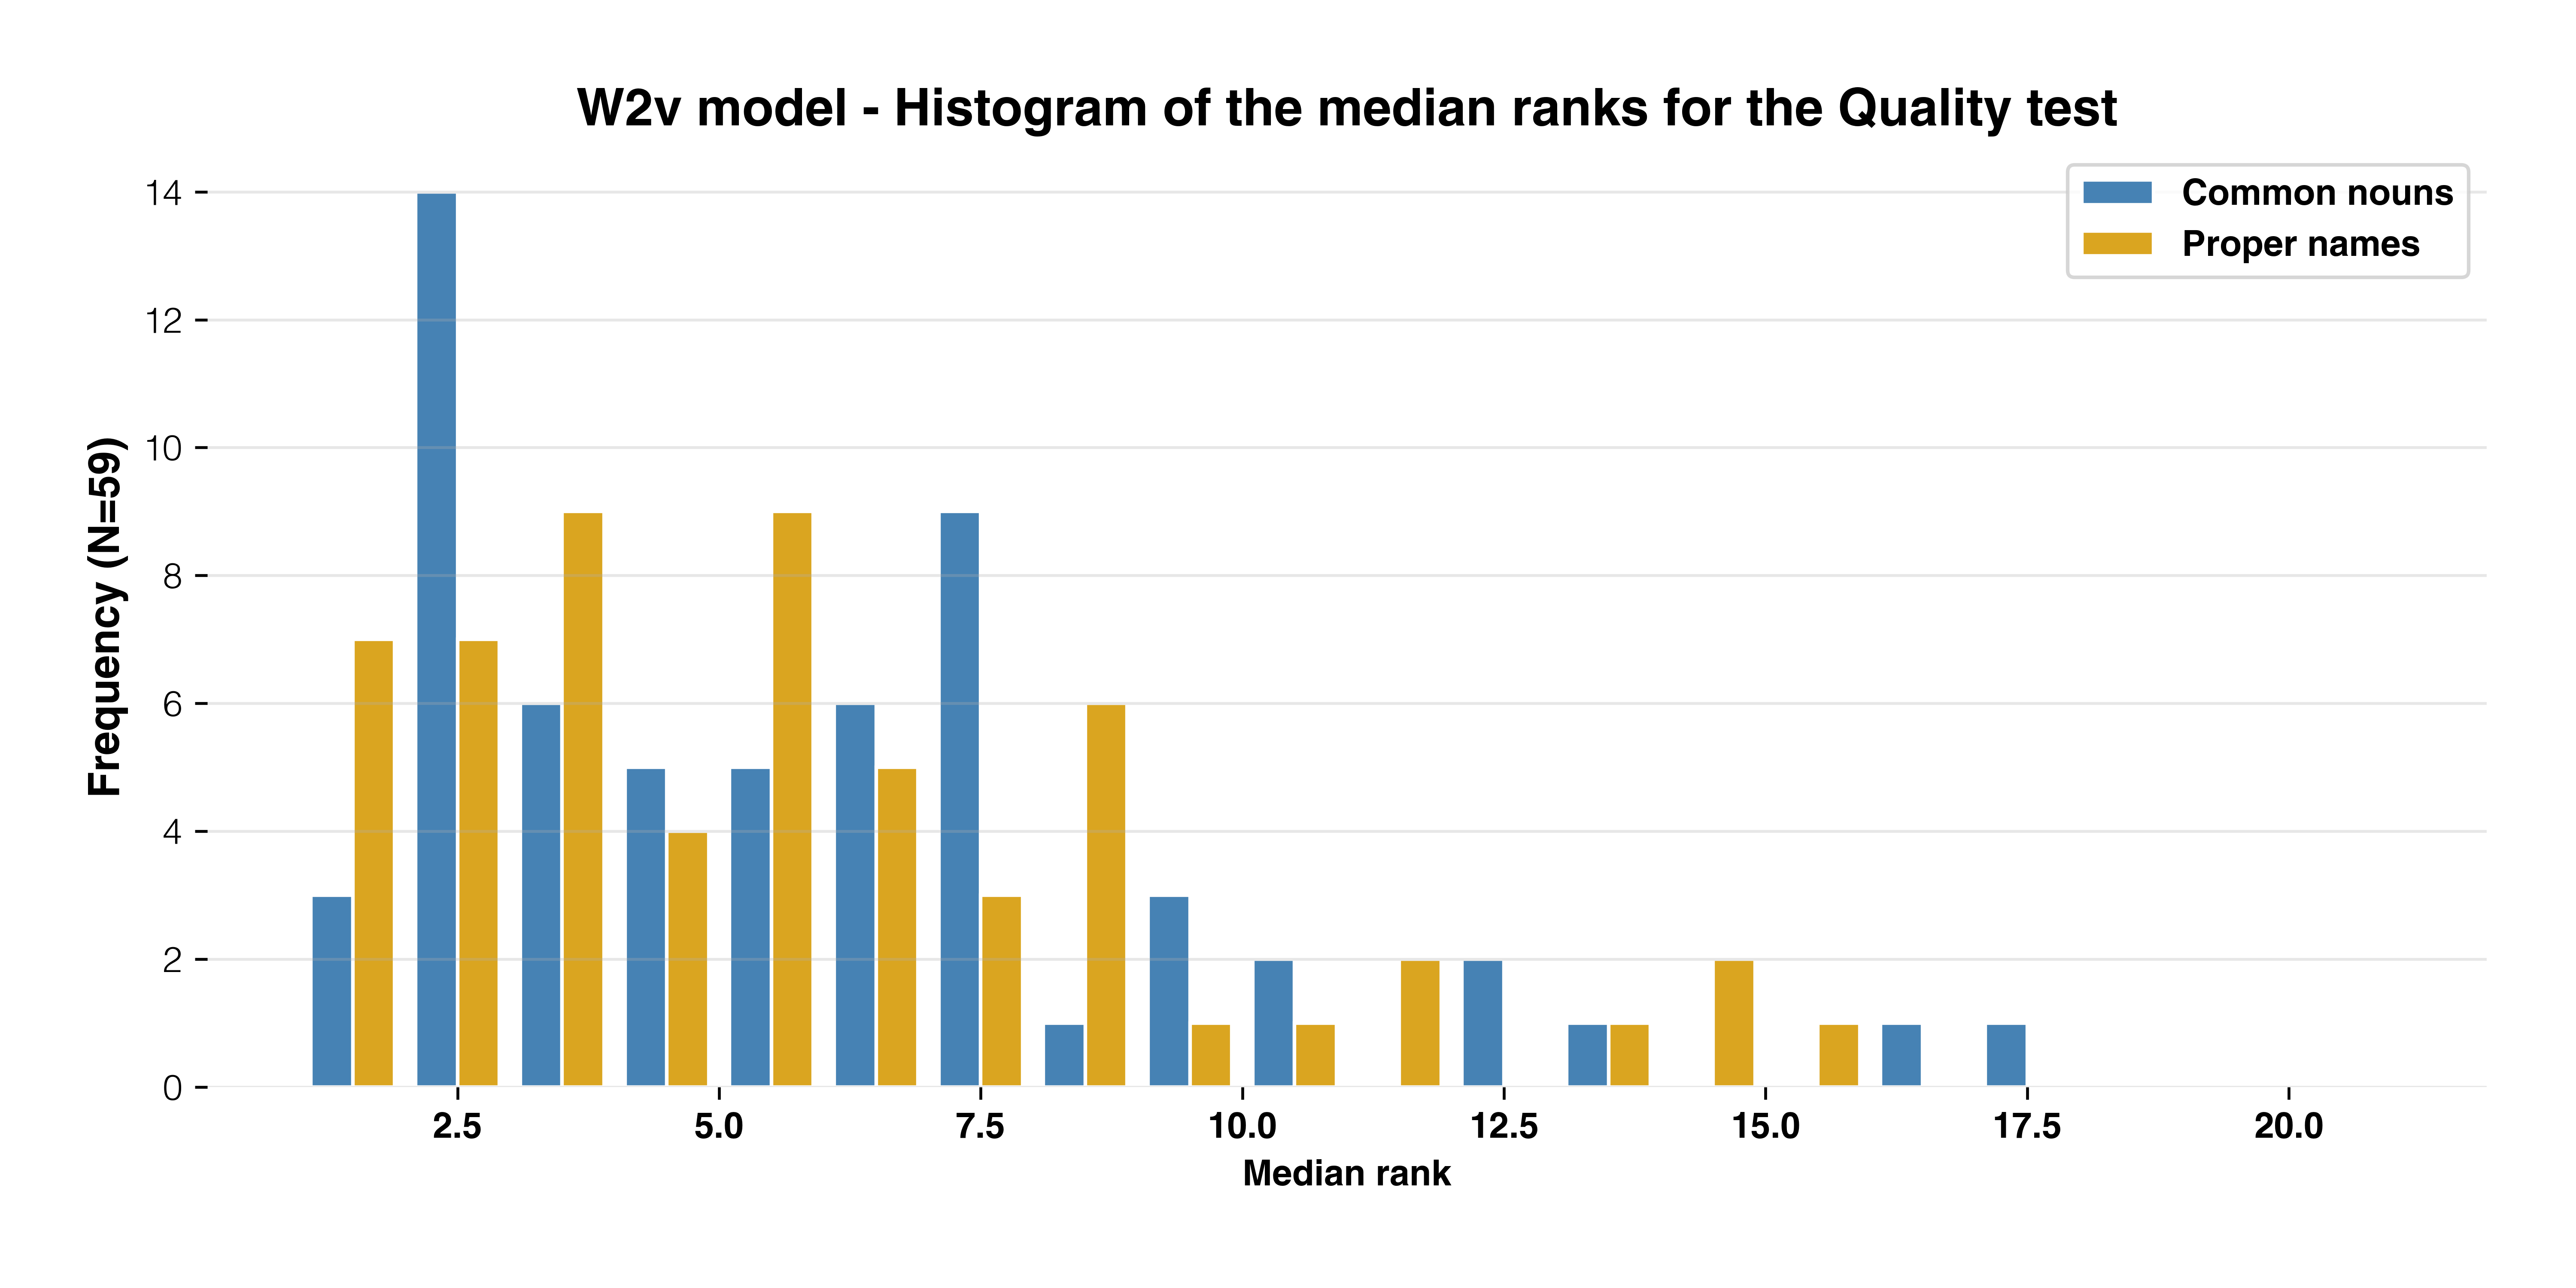 W2v model - Histogram of the median ranks for the Quality test
Common nouns
Proper names
Frequency (N=59)
14
12
10
8
6
4
2
0
2.5 5.0 7.5 10.0 12.5 15.0 17.5 20.0
Median rank